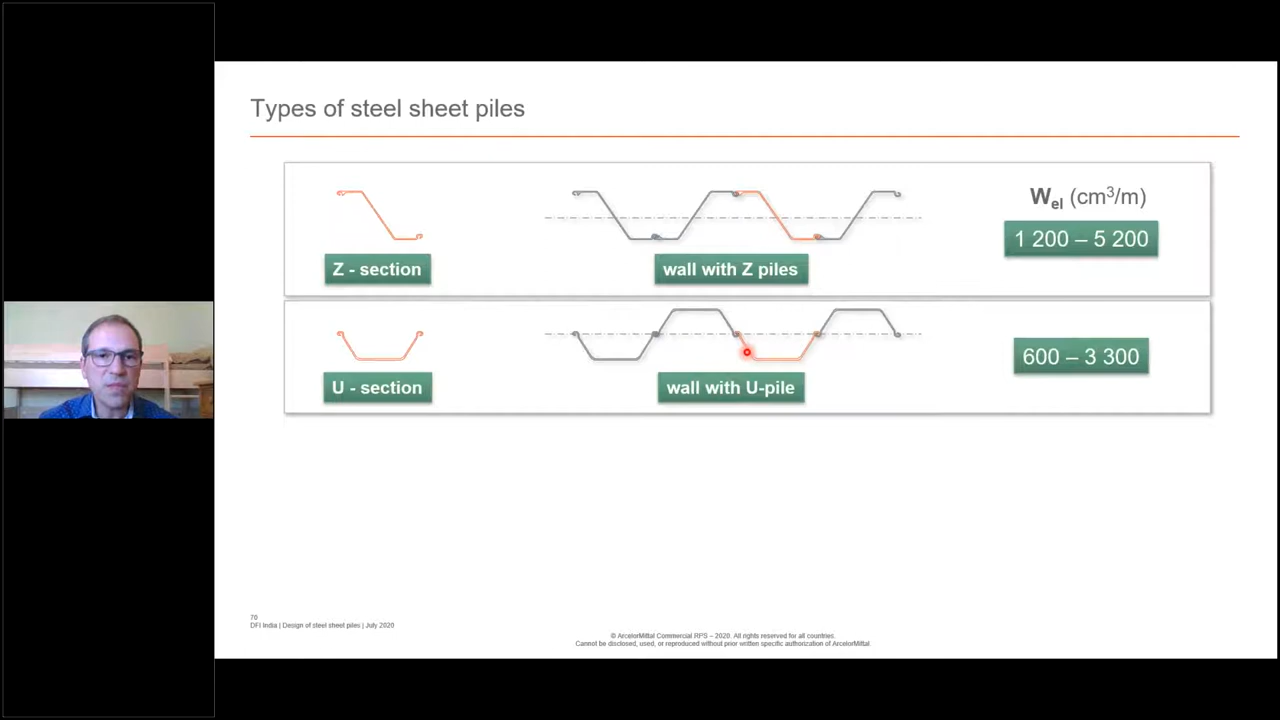 Types of steel sheet piles
Wel (cm³/m)
1 200 – 5 200
Z - section
wall with Z piles
600 – 3 300
U - section
wall with U-pile
70
DFI India | Design of steel sheet piles | July 2020
© ArcelorMittal Commercial RPS – 2020. All rights reserved for all countries.
Cannot be disclosed, used, or reproduced without prior written specific authorization of ArcelorMittal